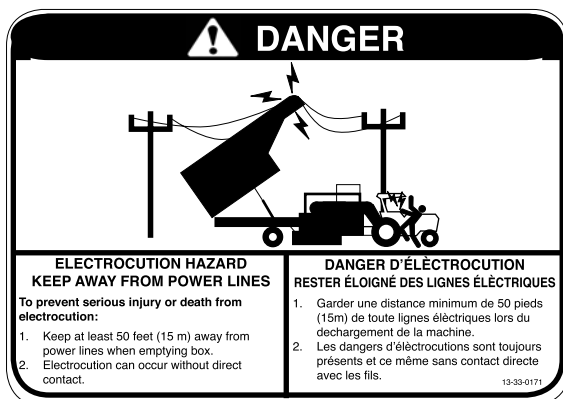 DANGER
ELECTROCUTION HAZARD
KEEP AWAY FROM POWER LINES
To prevent serious injury or death from
electrocution:
1. Keep at least 50 feet (15 m) away from
power lines when emptying box.
2. Electrocution can occur without direct
contact.
DANGER D'ÉLÈCTROCUTION
RESTER ÉLOIGNÉ DES LIGNES ÉLÈCTRIQUES
1. Garder une distance minimum de 50 pieds
(15m) de toute lignes élèctriques lors du
dechargement de la machine.
2. Les dangers d'élèctrocutions sont toujours
présents et ce même sans contact directe
avec les fils.
13-33-0171